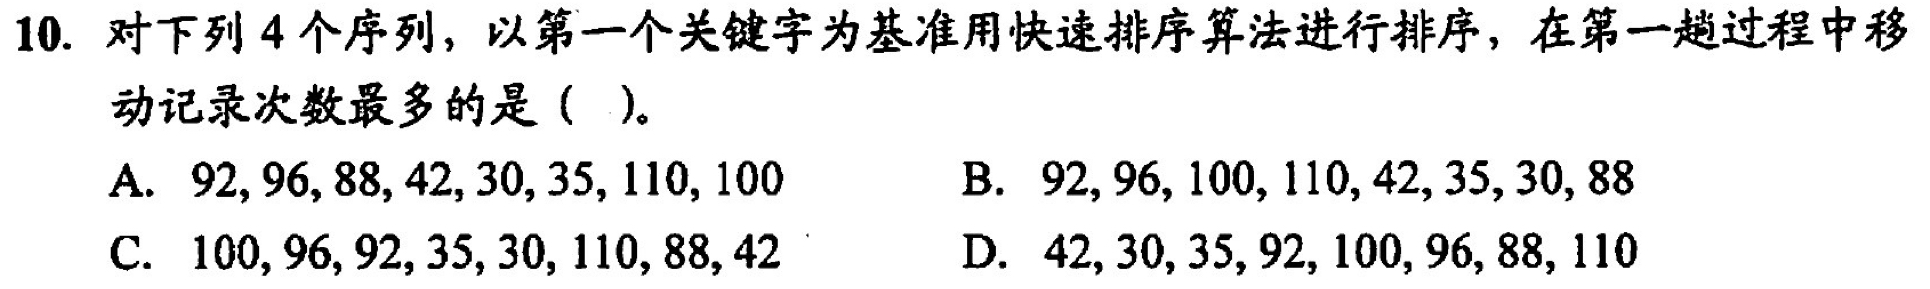 10. 对下列 4 个序列，以第一个关键字为基准用快速排序算法进行排序，在第一趟过程中移
动记录次数最多的是（ ）。
A. 92, 96, 88, 42, 30, 35, 110, 100 B. 92, 96, 100, 110, 42, 35, 30, 88
C. 100, 96, 92, 35, 30, 110, 88, 42 D. 42, 30, 35, 92, 100, 96, 88, 110